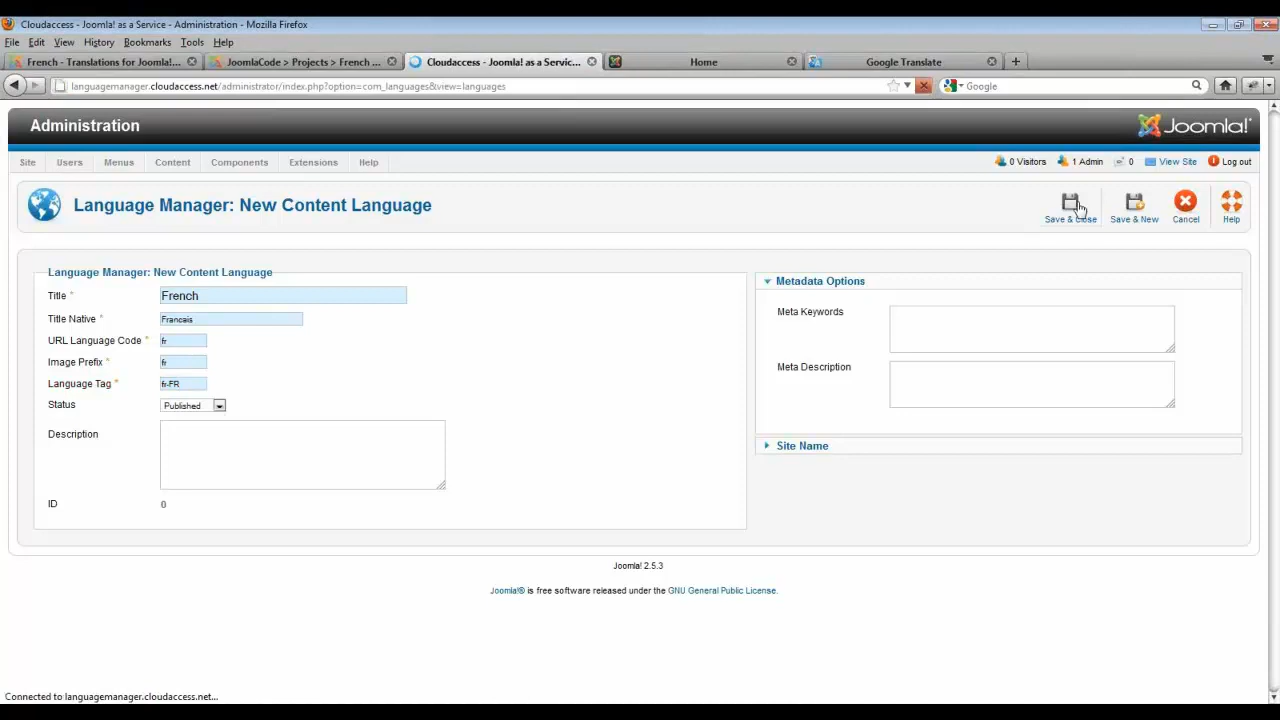 Cloudaccess - Joomla! as a Service - Administration - Mozilla Firefox
File Edit View History Bookmarks Tools Help
French - Translations for Joomla!... JoomlaCode > Projects > French ... Cloudaccess - Joomla! as a Servic... Home Google Translate
languagemanager.cloudaccess.net/administrator/index.php?option=com_languages&view=languages Google
Administration Joomla!®
Site Users Menus Content Components Extensions Help 0 Visitors 1 Admin 0 View Site Log out
Language Manager: New Content Language
Save & Close Save & New Cancel Help
Language Manager: New Content Language
Title *
French
Title Native *
Francais
URL Language Code *
fr
Image Prefix *
fr
Language Tag *
fr-FR
Status
Published
Description
ID
0
Metadata Options
Meta Keywords
Meta Description
Site Name
Joomla! 2.5.3
Joomla!® is free software released under the GNU General Public License.
Connected to languagemanager.cloudaccess.net...